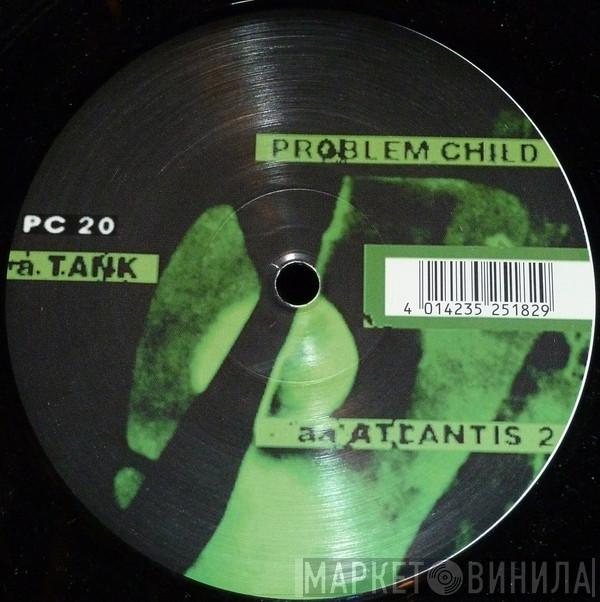 PROBLEM CHILD
PC 20
a. TANK
4 014235 251829
aa ATLANTIS 2
МАРКЕТ ВИНИЛА